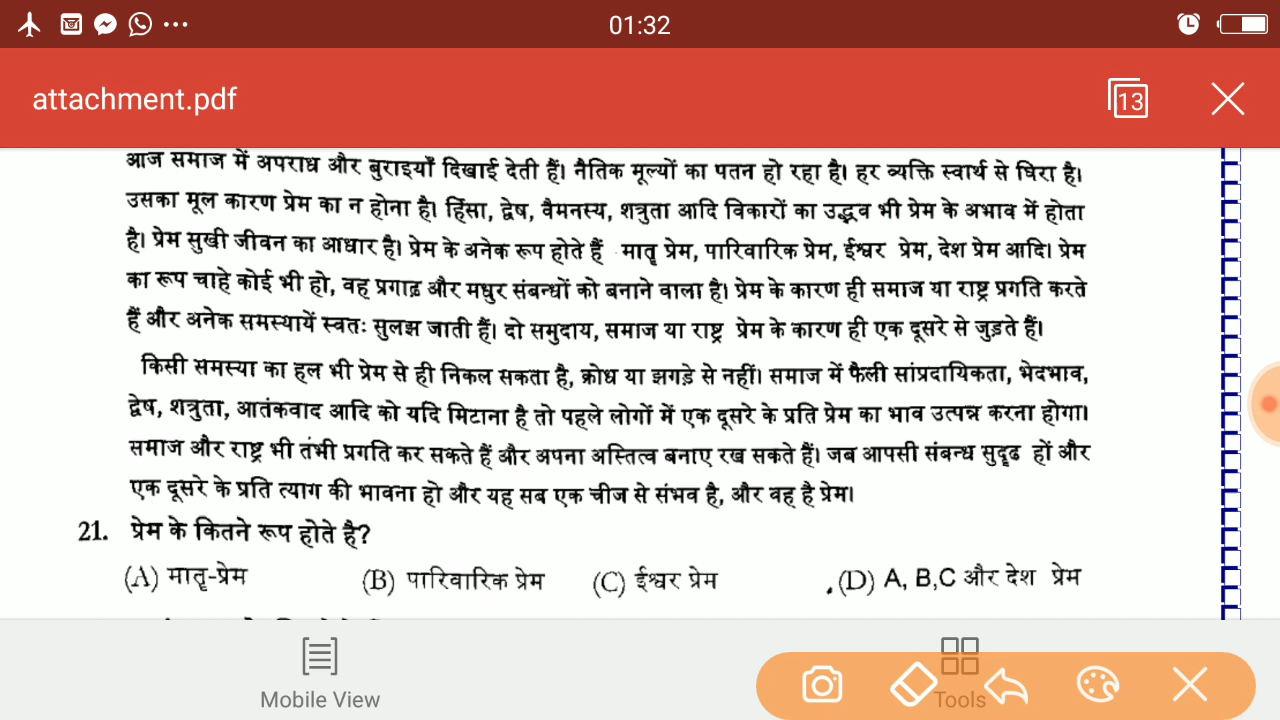 01:32
attachment.pdf
13
आज समाज में अपराध और बुराइयाँ दिखाई देती हैं। नैतिक मूल्यों का पतन हो रहा है। हर व्यक्ति स्वार्थ से घिरा है।
उसका मूल कारण प्रेम का न होना है। हिंसा, द्वेष, वैमनस्य, शत्रुता आदि विकारों का उद्भव भी प्रेम के अभाव में होता
है। प्रेम सुखी जीवन का आधार है। प्रेम के अनेक रूप होते हैं मातृ प्रेम, पारिवारिक प्रेम, ईश्वर प्रेम, देश प्रेम आदि। प्रेम
का रूप चाहे कोई भी हो, वह प्रगाढ़ और मधुर संबन्धों को बनाने वाला है। प्रेम के कारण ही समाज या राष्ट्र प्रगति करते
हैं और अनेक समस्यायें स्वतः सुलझ जाती हैं। दो समुदाय, समाज या राष्ट्र प्रेम के कारण ही एक दूसरे से जुड़ते हैं।
किसी समस्या का हल भी प्रेम से ही निकल सकता है, क्रोध या झगड़े से नहीं। समाज में फैली सांप्रदायिकता, भेदभाव,
द्वेष, शत्रुता, आतंकवाद आदि को यदि मिटाना है तो पहले लोगों में एक दूसरे के प्रति प्रेम का भाव उत्पन्न करना होगा।
समाज और राष्ट्र भी तभी प्रगति कर सकते हैं और अपना अस्तित्व बनाए रख सकते हैं। जब आपसी संबन्ध सुदृढ हों और
एक दूसरे के प्रति त्याग की भावना हो और यह सब एक चीज से संभव है, और वह है प्रेम।
21. प्रेम के कितने रूप होते है?
(A) मातृ-प्रेम (B) पारिवारिक प्रेम (C) ईश्वर प्रेम (D) A, B,C और देश प्रेम
Mobile View
Tools